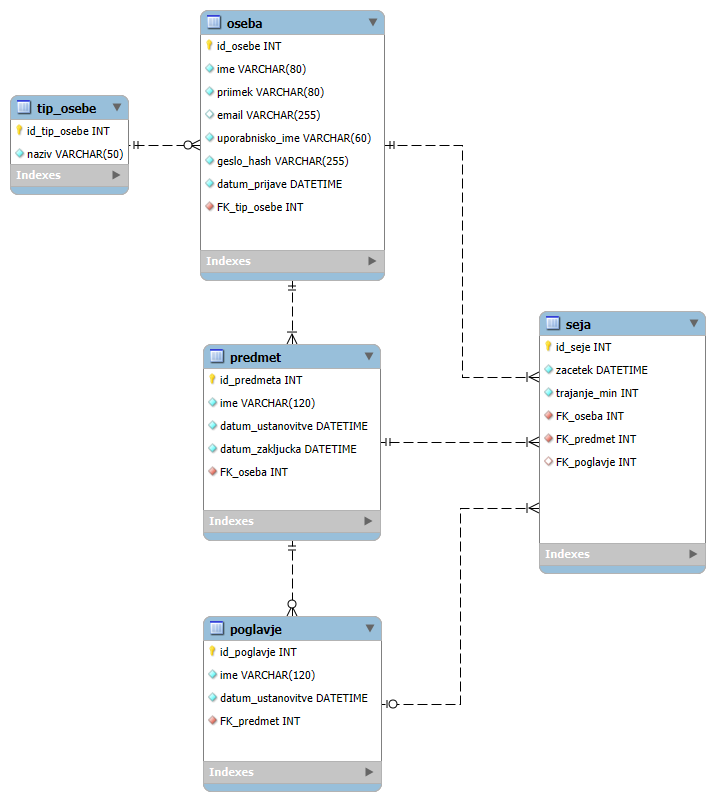 oseba
id_osebe INT
ime VARCHAR(80)
priimek VARCHAR(80)
email VARCHAR(255)
uporabnisko_ime VARCHAR(60)
geslo_hash VARCHAR(255)
datum_prijave DATETIME
FK_tip_osebe INT
Indexes
tip_osebe
id_tip_osebe INT
naziv VARCHAR(50)
Indexes
predmet
id_predmeta INT
ime VARCHAR(120)
datum_ustanovitve DATETIME
datum_zakljucka DATETIME
FK_oseba INT
Indexes
seja
id_seje INT
zacetek DATETIME
trajanje_min INT
FK_oseba INT
FK_predmet INT
FK_poglavje INT
Indexes
poglavje
id_poglavje INT
ime VARCHAR(120)
datum_ustanovitve DATETIME
FK_predmet INT
Indexes